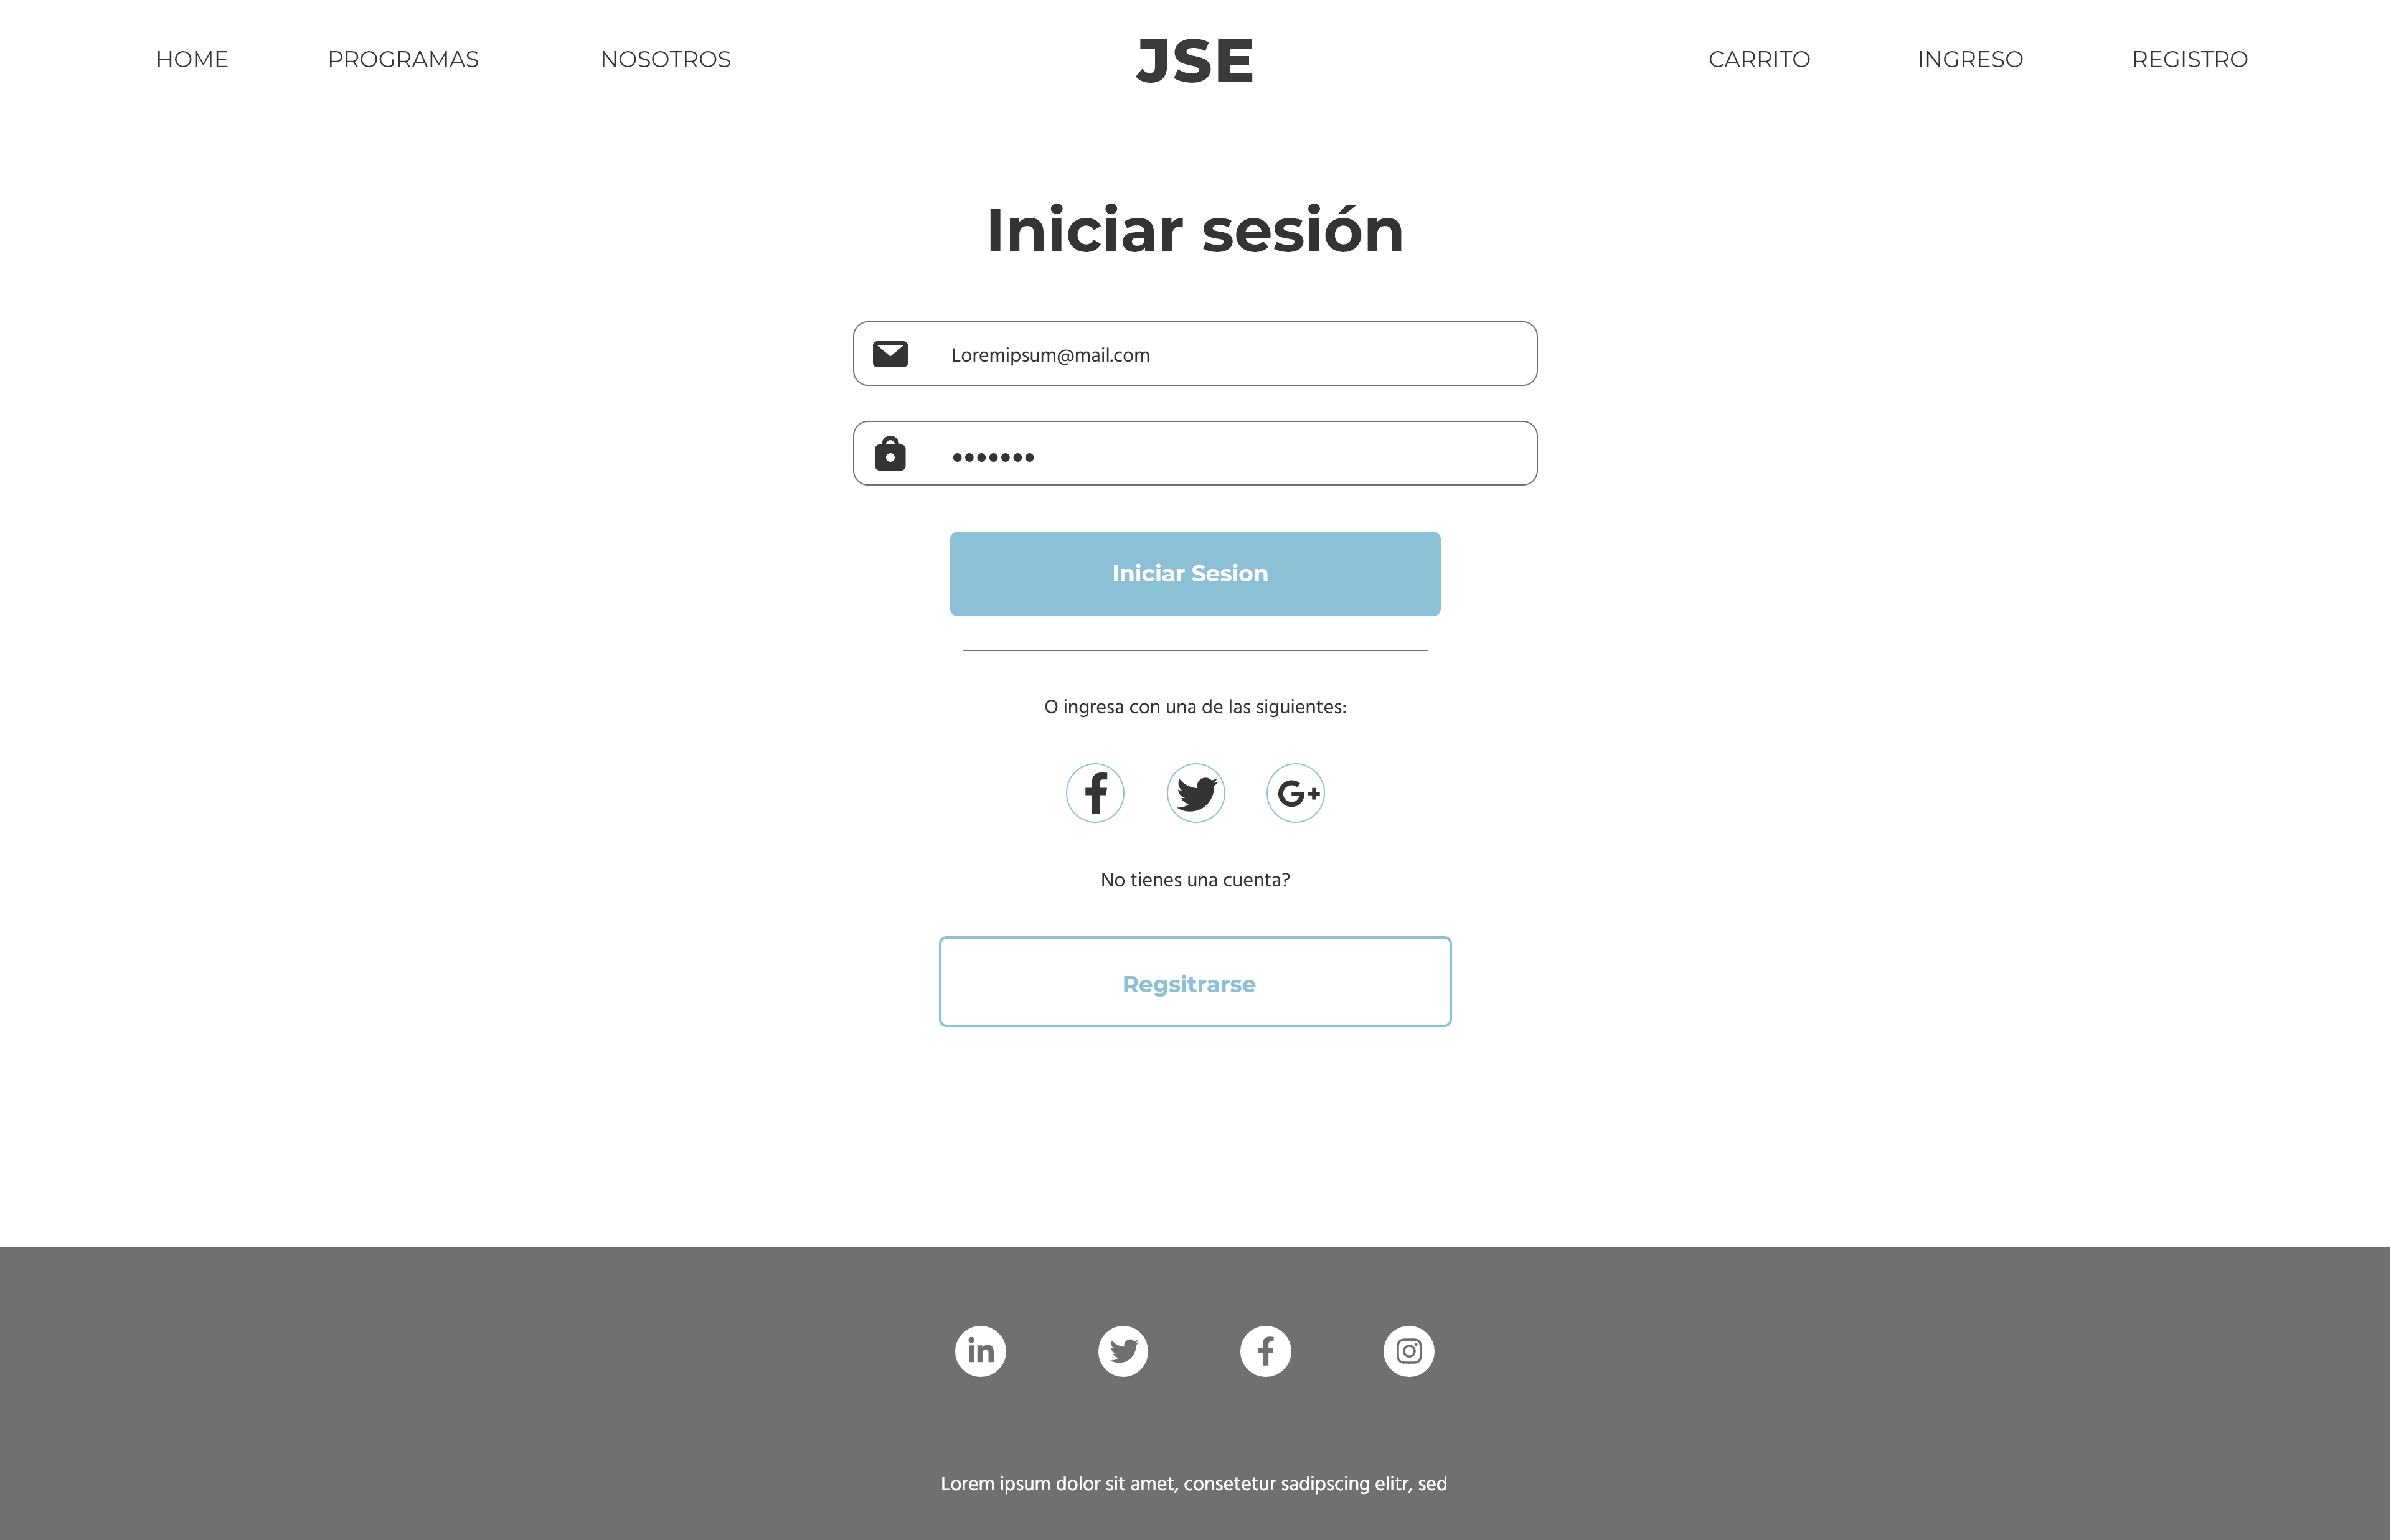 HOME PROGRAMAS NOSOTROS JSE CARRITO INGRESO REGISTRO
Iniciar sesión
Loremipsum@mail.com
•••••••
Iniciar Sesion
O ingresa con una de las siguientes:
G+
No tienes una cuenta?
Regsitrarse
in
Lorem ipsum dolor sit amet, consetetur sadipscing elitr, sed